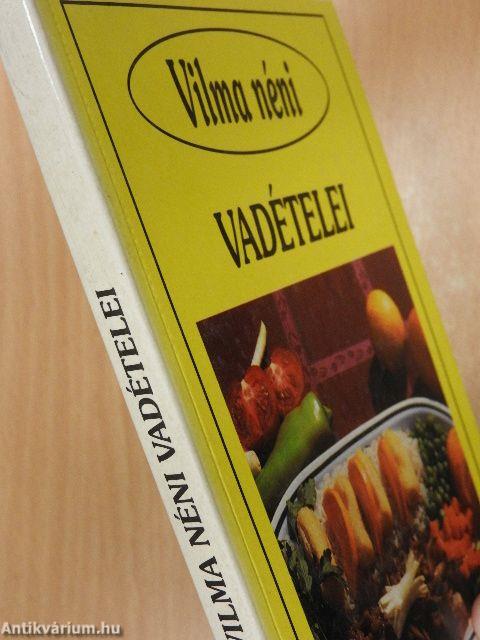 Vilma néni
VADÉTELEI
VILMA NÉNI VADÉTELEI
Antikvárium.hu